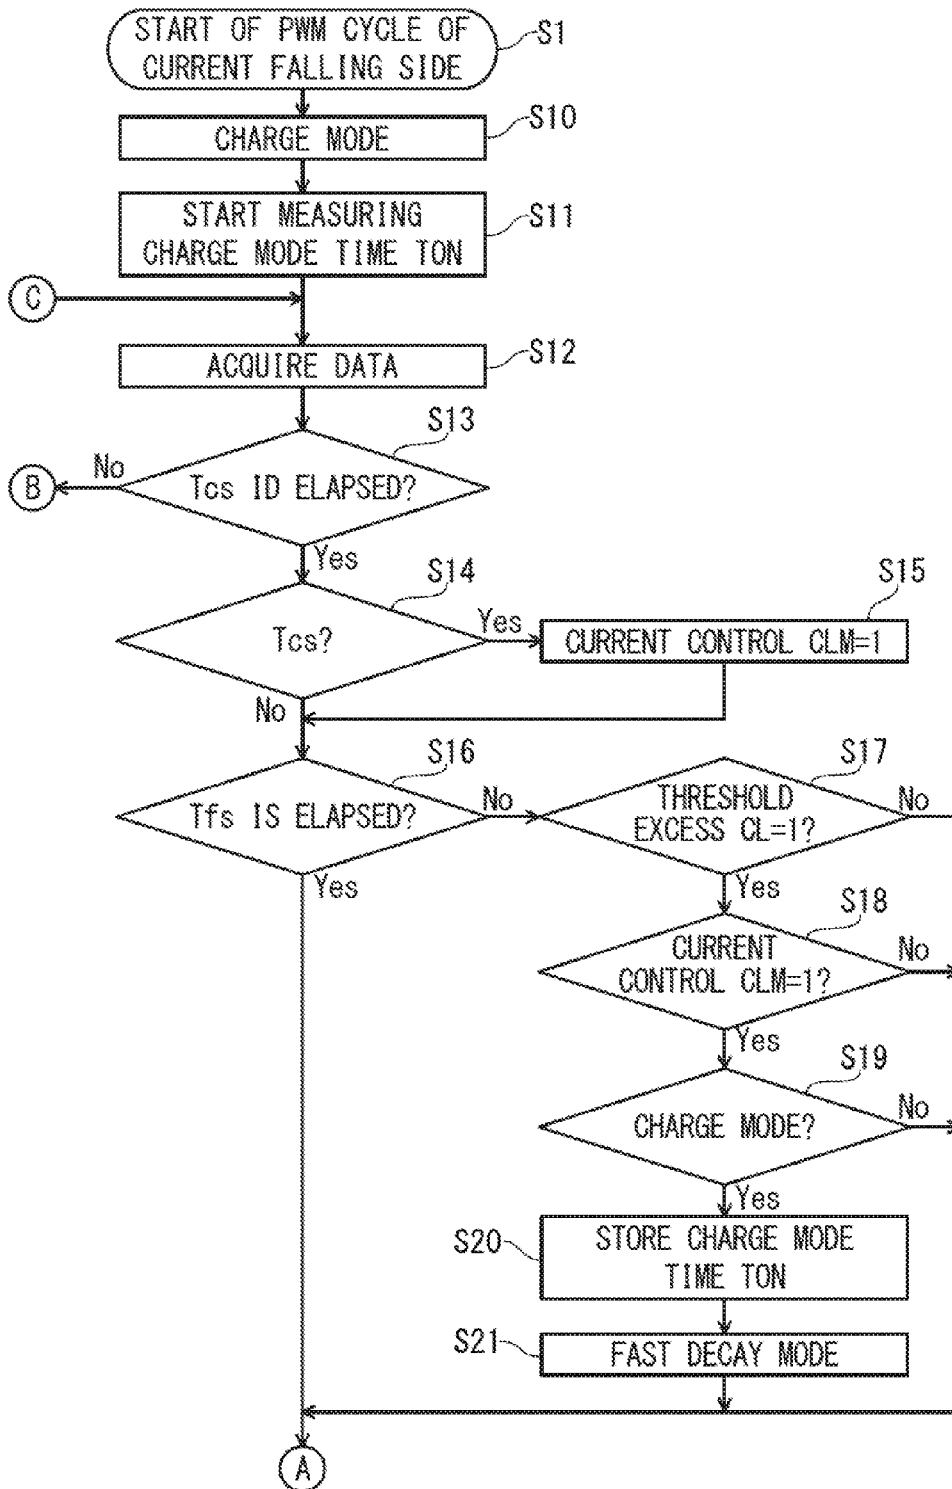 START OF PWM CYCLE OF
CURRENT FALLING SIDE
S1
CHARGE MODE
S10
START MEASURING
CHARGE MODE TIME TON
S11
C
ACQUIRE DATA
S12
S13
No
B
Tcs ID ELAPSED?
Yes
S14
Tcs?
Yes
S15
CURRENT CONTROL CLM=1
No
S16
Tfs IS ELAPSED?
No
S17
THRESHOLD
EXCESS CL=1?
No
Yes
Yes
S18
CURRENT
CONTROL CLM=1?
No
Yes
S19
CHARGE MODE?
No
Yes
S20
STORE CHARGE MODE
TIME TON
S21
FAST DECAY MODE
A